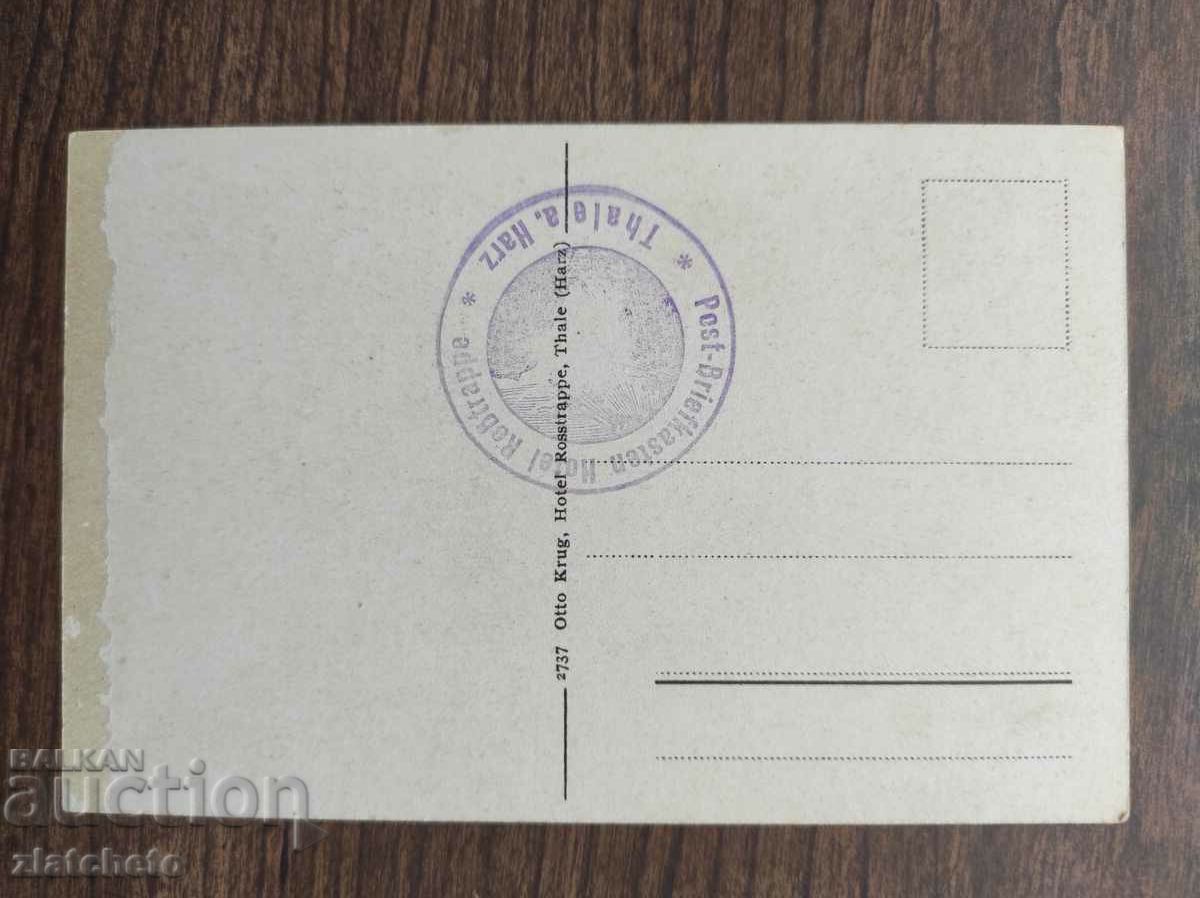 Post-Briefkasten Hotel Roßtrappe
* Thale a. Harz *
2737 Otto Krug, Hotel Rosstrappe, Thale (Harz)
BALKAN
auction
zlatcheto